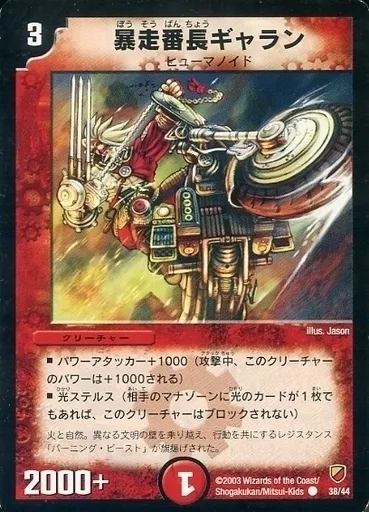 3
ぼう そう ばん ちょう
暴走番長ギャラン
ヒューマノイド
illus. Jason
クリーチャー
■ パワーアタッカー+1000 (攻撃中、このクリーチャー
のパワーは+1000される)
■ 光ステルス (相手のマナゾーンに光のカードが1枚
でもあれば、このクリーチャーはブロックされない)
火と自然。異なる文明の壁を乗り越え、行動を共にするレジスタンス
「バーニング・ビースト」が旗揚げされた。
2000+
1
©2003 Wizards of the Coast/
Shogakukan/Mitsui-Kids
38/44